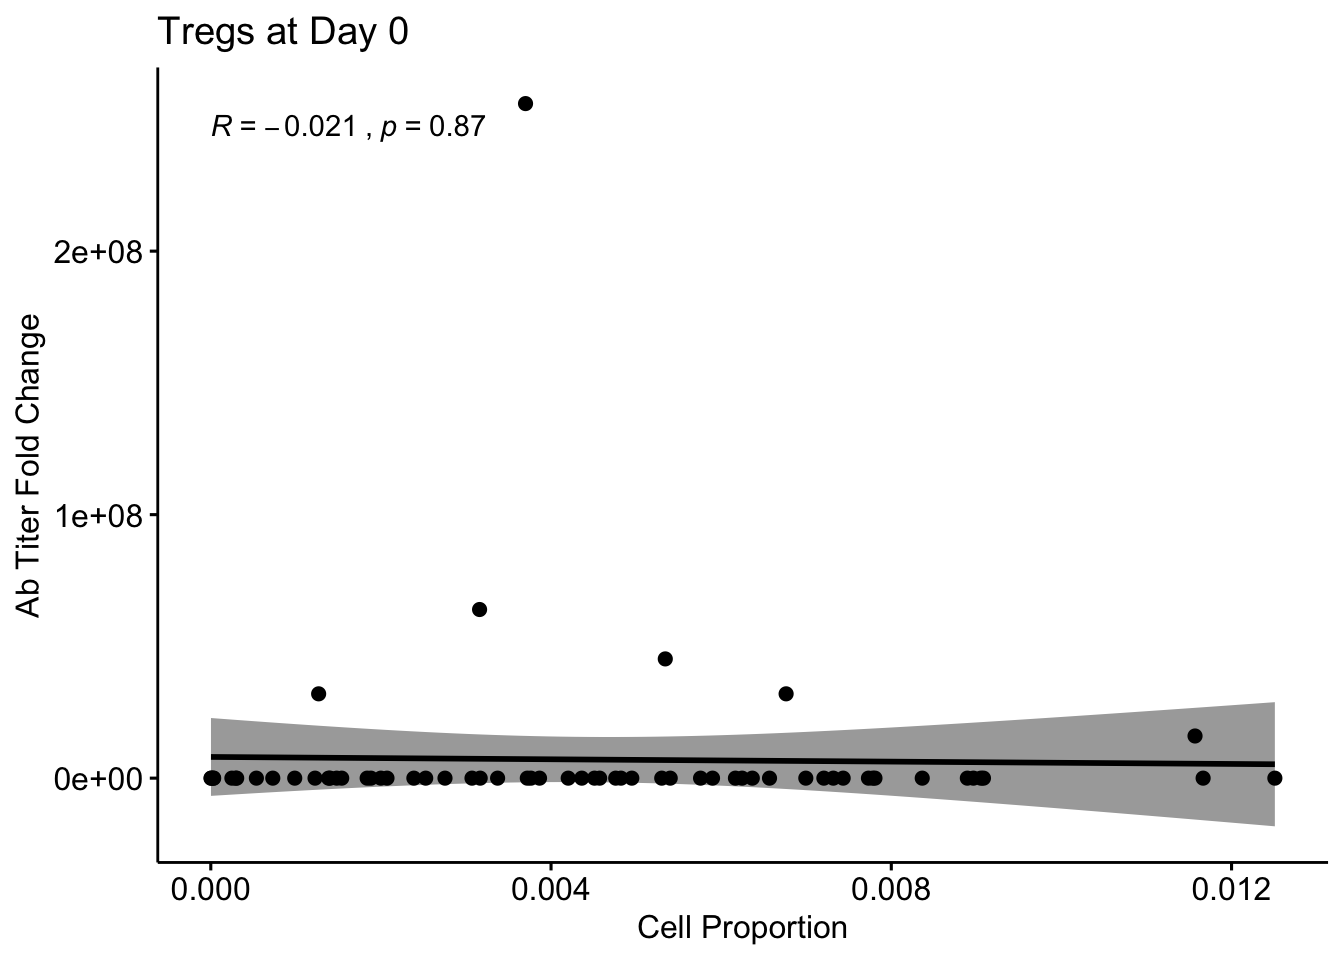 Tregs at Day 0
R = −0.021 , p = 0.87
2e+08
1e+08
0e+00
Ab Titer Fold Change
0.000 0.004 0.008 0.012
Cell Proportion